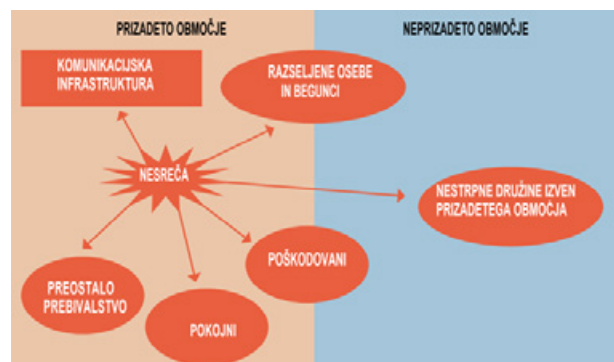 PRIZADETO OBMOČJE
NEPRIZADETO OBMOČJE
KOMUNIKACIJSKA
INFRASTRUKTURA
RAZSELJENE OSEBE
IN BEGUNCI
NESREČA
NESTRPNE DRUŽINE IZVEN
PRIZADETEGA OBMOČJA
POŠKODOVANI
PREOSTALO
PREBIVALSTVO
POKOJNI